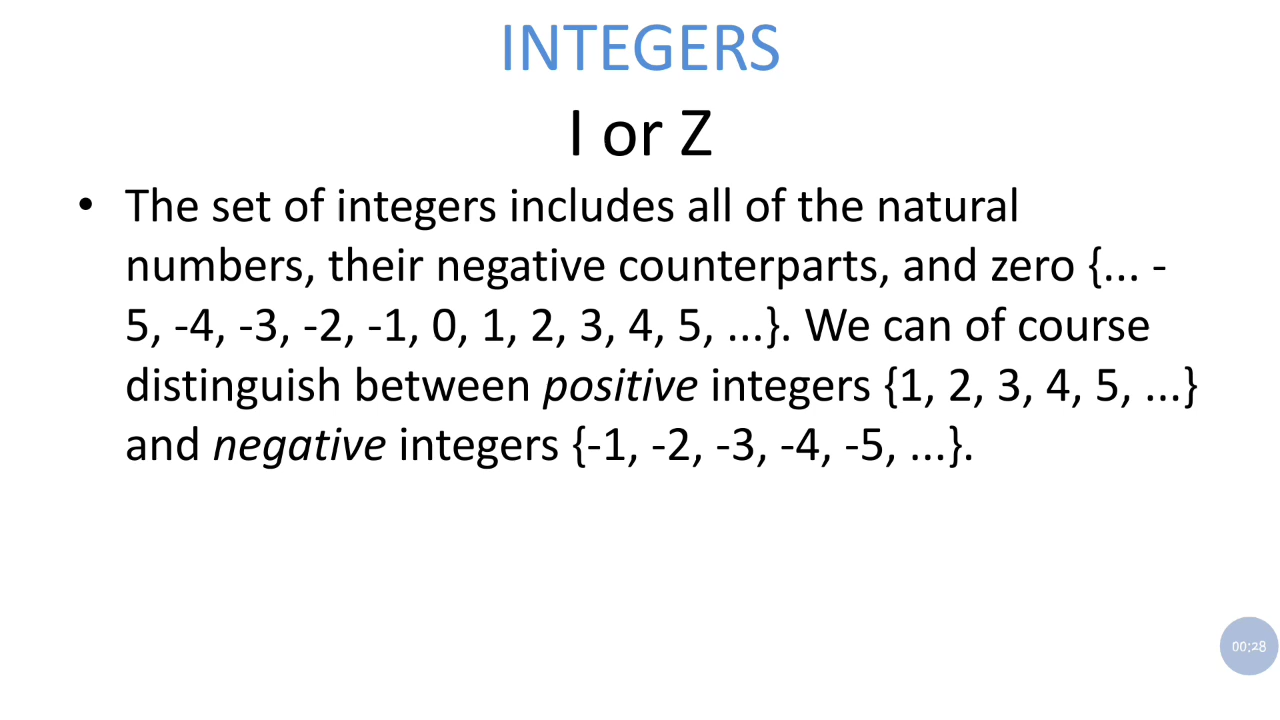 INTEGERS
I or Z
• The set of integers includes all of the natural
numbers, their negative counterparts, and zero {... -
5, -4, -3, -2, -1, 0, 1, 2, 3, 4, 5, ...}. We can of course
distinguish between positive integers {1, 2, 3, 4, 5, ...}
and negative integers {-1, -2, -3, -4, -5, ...}.
00:28